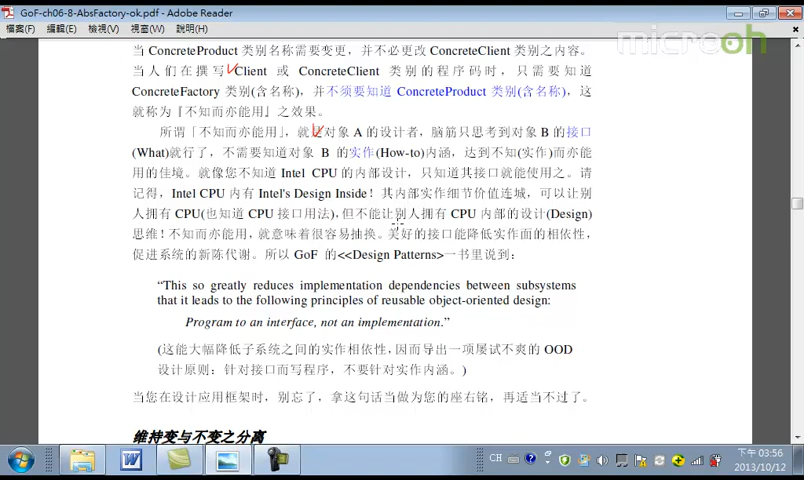 GoF-ch06-8-AbsFactory-ok.pdf - Adobe Reader
檔案(F) 編輯(E) 檢視(V) 視窗(W) 說明(H)
microoh
当 ConcreteProduct 类别名称需要变更，并不必更改 ConcreteClient 类别之内容。
当人们在撰写 Client 或 ConcreteClient 类别的程序码时，只需要知道
ConcreteFactory 类别(含名称)，并不须要知道 ConcreteProduct 类别(含名称)，这
就称为『不知而亦能用』之效果。
所谓「不知而亦能用」，就是对象 A 的设计者，脑筋只思考到对象 B 的接口
(What)就行了，不需要知道对象 B 的实作(How-to)内涵，达到不知(实作)而亦能
用的佳境。就像您不知道 Intel CPU 的内部设计，只知道其接口就能使用之。请
记得，Intel CPU 内有 Intel's Design Inside！其内部实作细节价值连城，可以让别
人拥有 CPU(也知道 CPU 接口用法)，但不能让别人拥有 CPU 内部的设计(Design)
思维！不知而亦能用，就意味着很容易抽换。美好的接口能降低实作面的相依性，
促进系统的新陈代谢。所以 GoF 的<<Design Patterns>一书里说到：
“This so greatly reduces implementation dependencies between subsystems
that it leads to the following principles of reusable object-oriented design:
Program to an interface, not an implementation.”
(这能大幅降低子系统之间的实作相依性，因而导出一项屡试不爽的 OOD
设计原则：针对接口而写程序，不要针对实作内涵。)
当您在设计应用框架时，别忘了，拿这句话当做为您的座右铭，再适当不过了。
维持变与不变之分离
CH
下午 03:56
2013/10/12